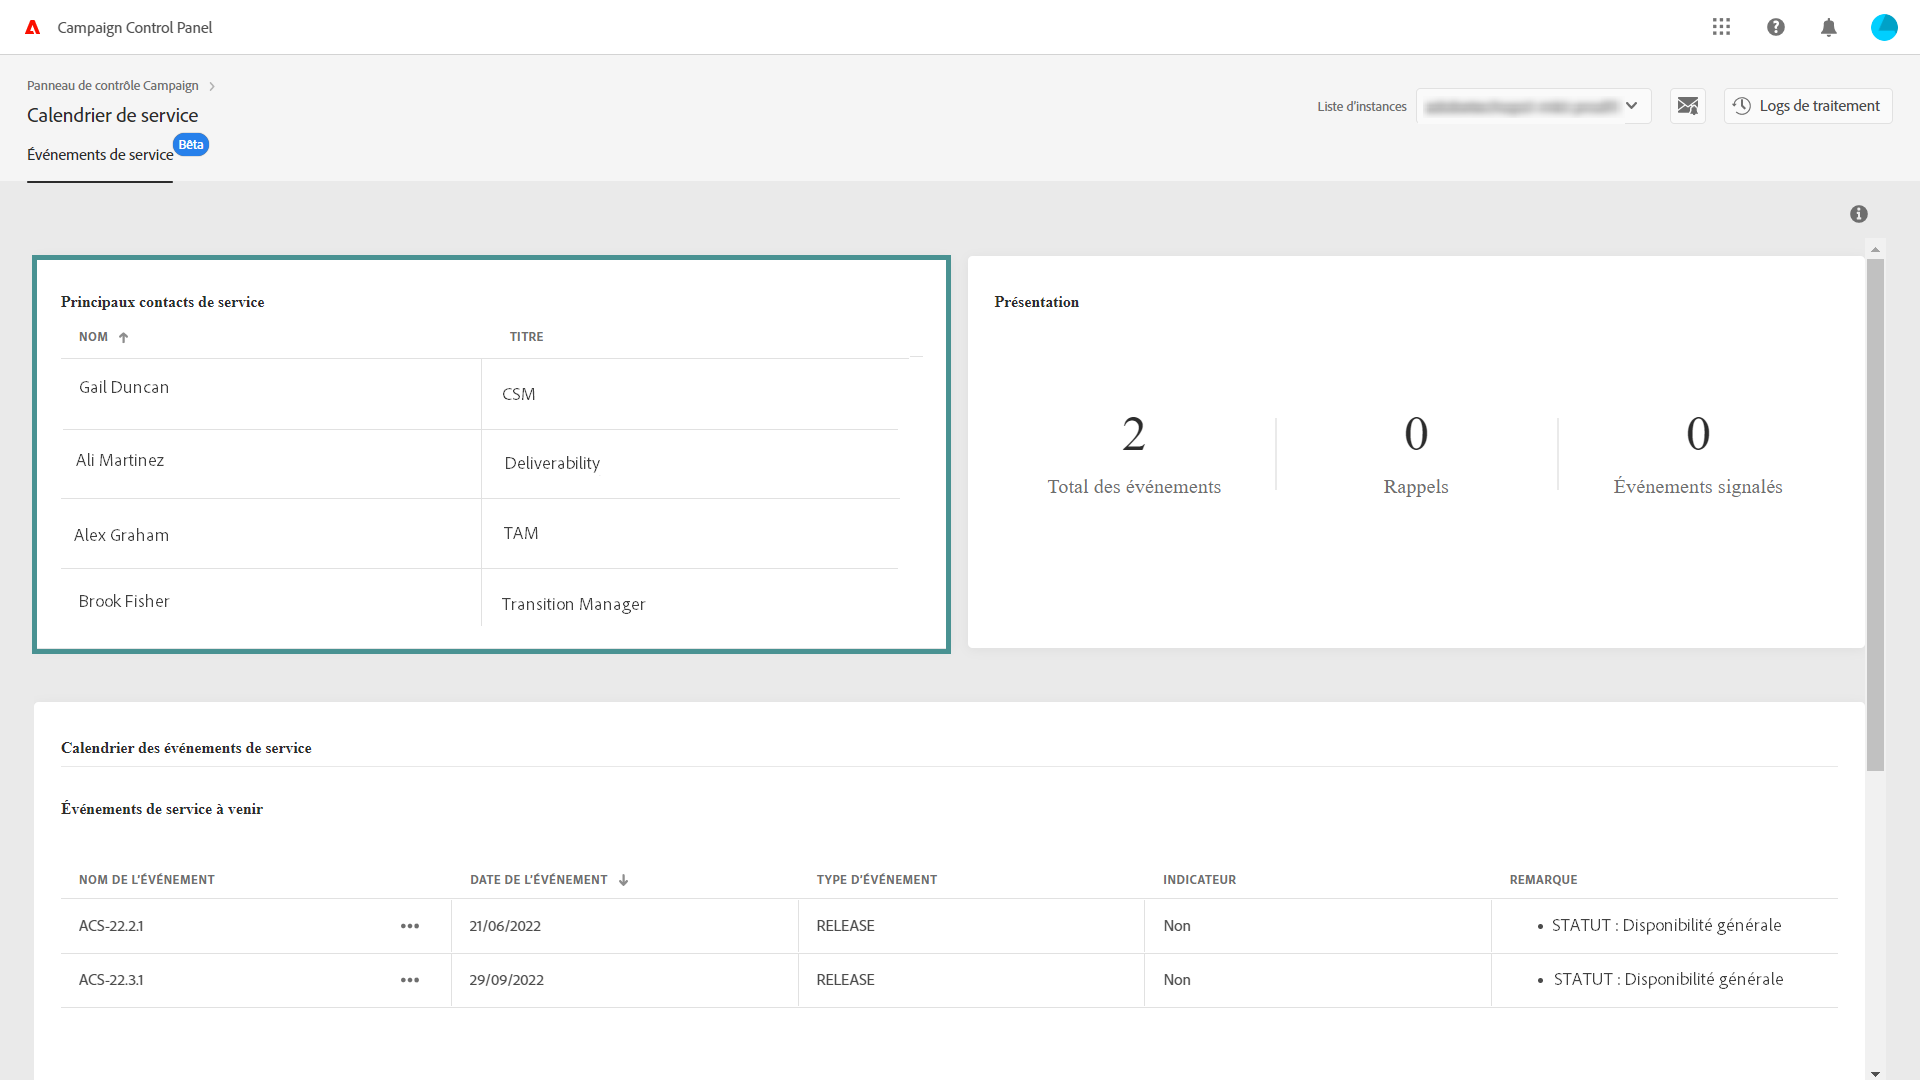 Campaign Control Panel
Panneau de contrôle Campaign
Calendrier de service
Liste d'instances
Logs de traitement
Événements de service
Bêta
Principaux contacts de service
NOM
TITRE
Gail Duncan
CSM
Ali Martinez
Deliverability
Alex Graham
TAM
Brook Fisher
Transition Manager
Présentation
2
0
0
Total des événements
Rappels
Événements signalés
Calendrier des événements de service
Événements de service à venir
NOM DE L'ÉVÉNEMENT
DATE DE L'ÉVÉNEMENT
TYPE D'ÉVÉNEMENT
INDICATEUR
REMARQUE
ACS-22.2.1
21/06/2022
RELEASE
Non
• STATUT : Disponibilité générale
ACS-22.3.1
29/09/2022
RELEASE
Non
• STATUT : Disponibilité générale